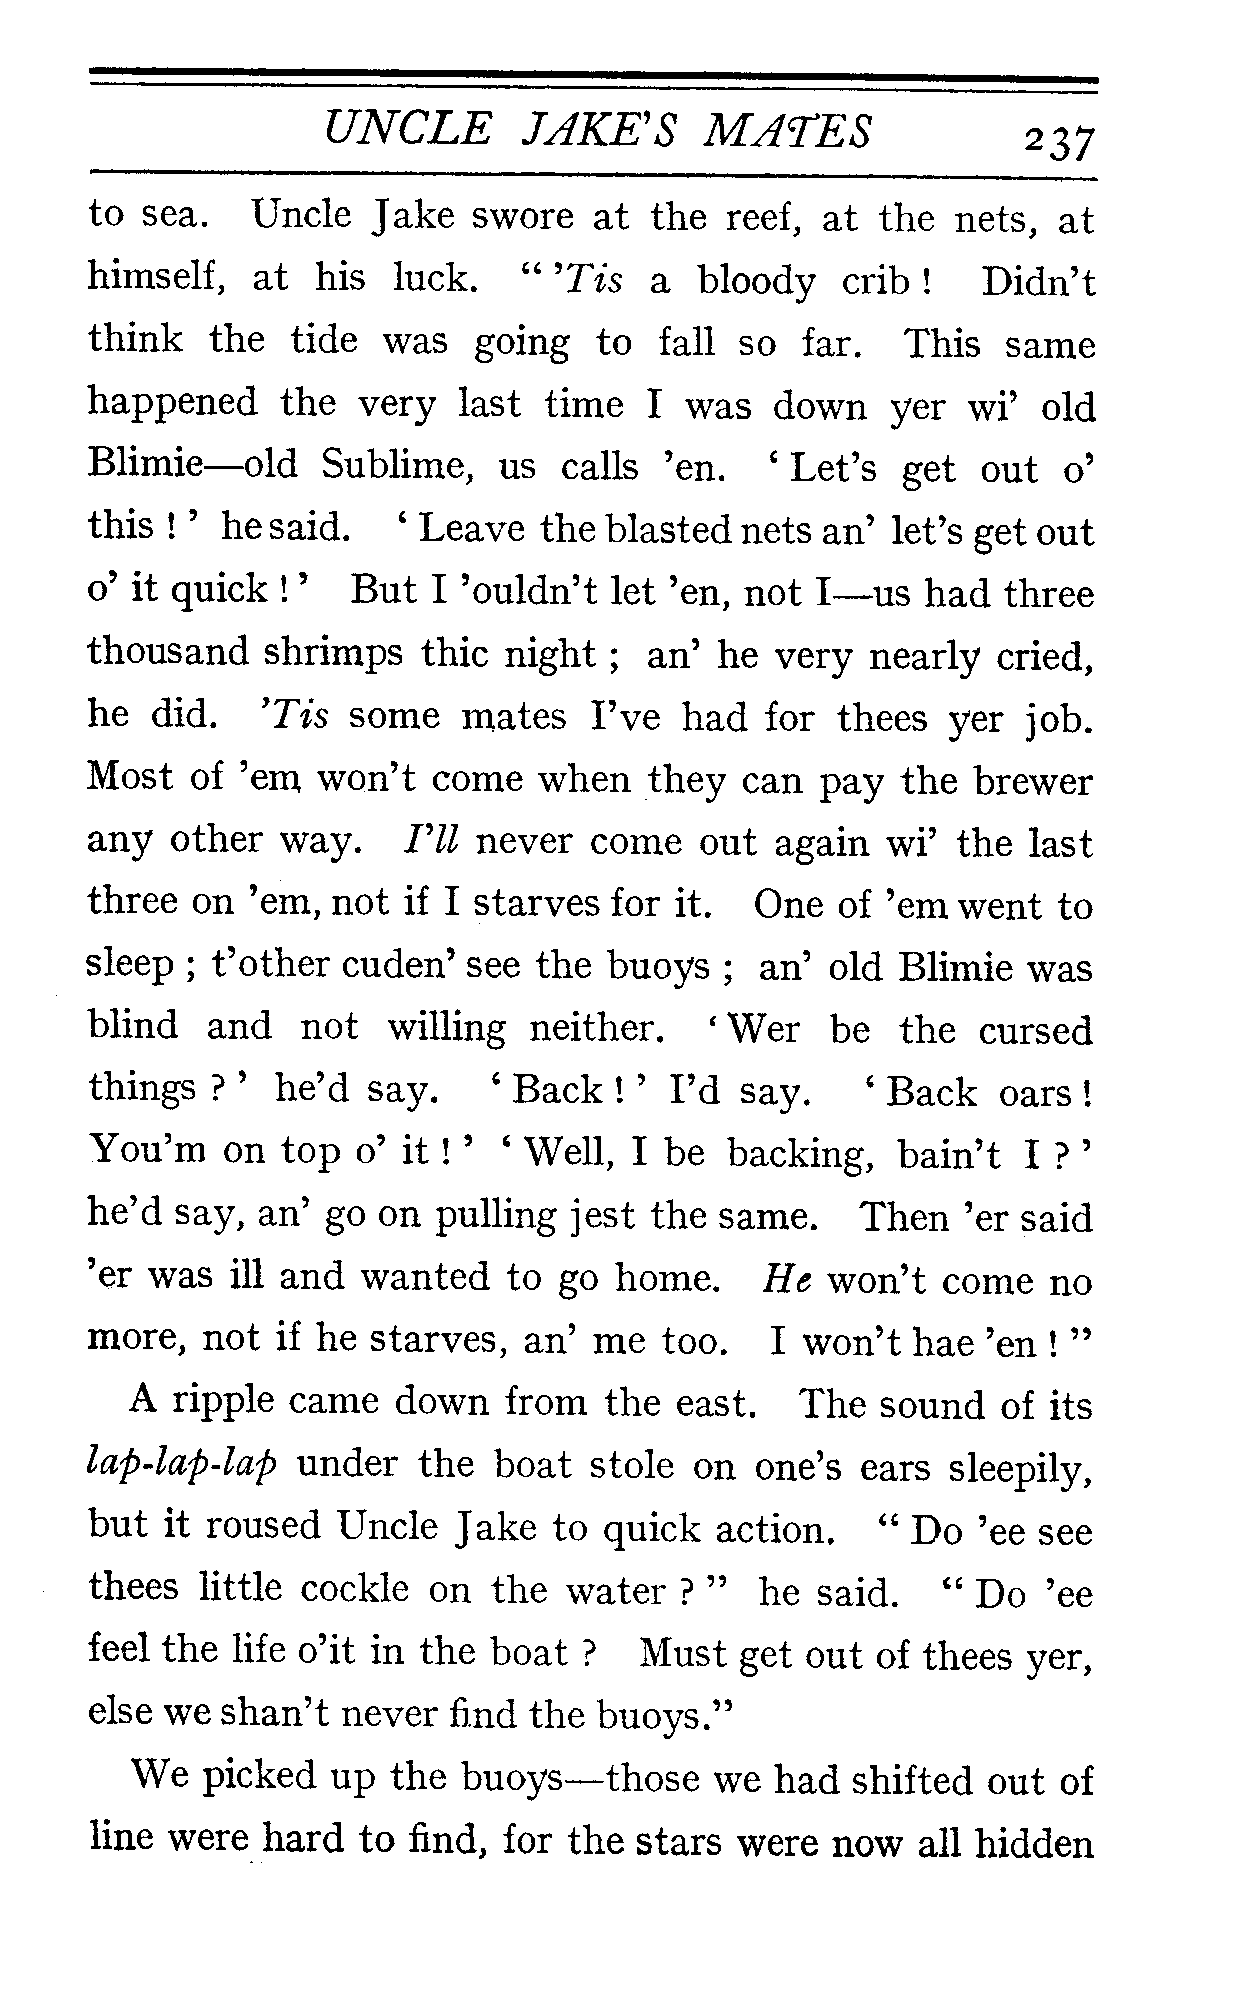 UNCLE JAKE'S MATES 237
to sea. Uncle Jake swore at the reef, at the nets, at
himself, at his luck. “ ’Tis a bloody crib ! Didn’t
think the tide was going to fall so far. This same
happened the very last time I was down yer wi’ old
Blimie—old Sublime, us calls ’en. ‘ Let’s get out o’
this ! ’ he said. ‘ Leave the blasted nets an’ let’s get out
o’ it quick ! ’ But I ’ouldn’t let ’en, not I—us had three
thousand shrimps thic night ; an’ he very nearly cried,
he did. ’Tis some mates I’ve had for thees yer job.
Most of ’em won’t come when they can pay the brewer
any other way. I’ll never come out again wi’ the last
three on ’em, not if I starves for it. One of ’em went to
sleep ; t’other cuden’ see the buoys ; an’ old Blimie was
blind and not willing neither. ‘ Wer be the cursed
things ? ’ he’d say. ‘ Back ! ’ I’d say. ‘ Back oars !
You’m on top o’ it ! ’ ‘ Well, I be backing, bain’t I ? ’
he’d say, an’ go on pulling jest the same. Then ’er said
’er was ill and wanted to go home. He won’t come no
more, not if he starves, an’ me too. I won’t hae ’en ! ”
A ripple came down from the east. The sound of its
lap-lap-lap under the boat stole on one’s ears sleepily,
but it roused Uncle Jake to quick action. “ Do ’ee see
thees little cockle on the water ? ” he said. “ Do ’ee
feel the life o’it in the boat ? Must get out of thees yer,
else we shan’t never find the buoys.”
We picked up the buoys—those we had shifted out of
line were hard to find, for the stars were now all hidden